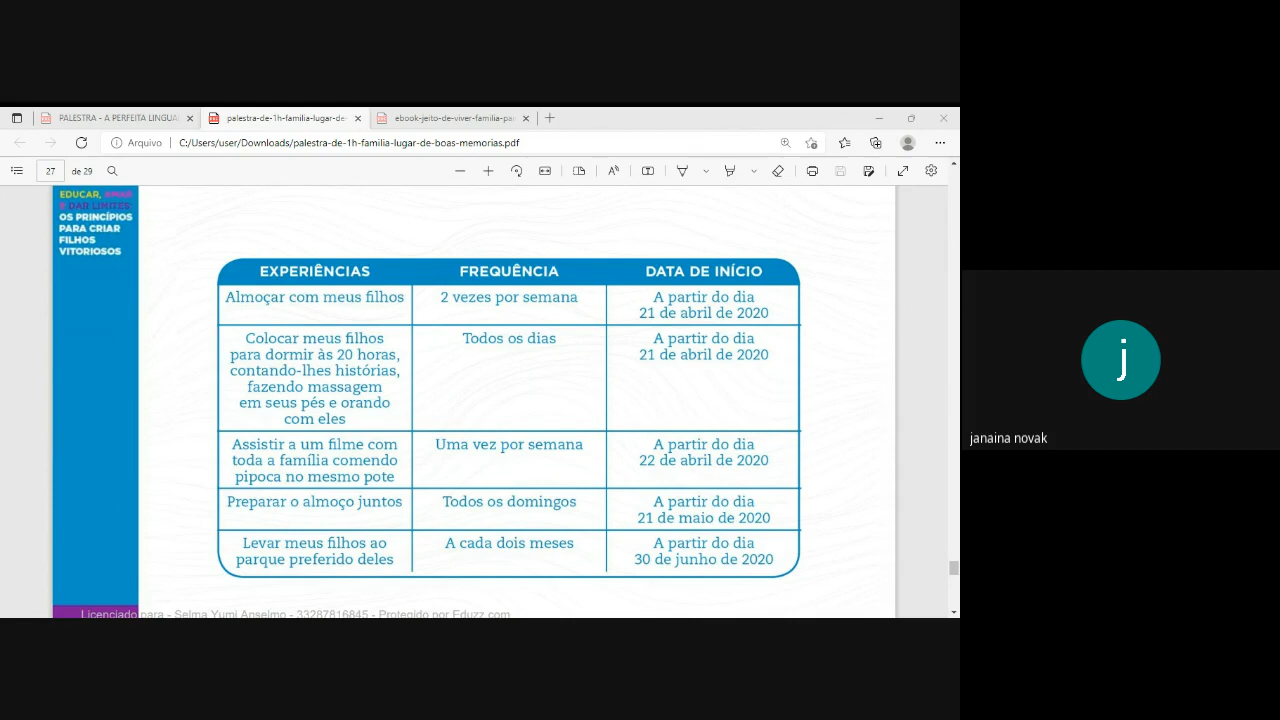 PALESTRA - A PERFEITA LINGUA
palestra-de-1h-familia-lugar-de-
ebook-jeito-de-viver-familia-pa
Arquivo
C:/Users/user/Downloads/palestra-de-1h-familia-lugar-de-boas-memorias.pdf
27 de 29
EDUCAR, AMAR
E DAR LIMITES:
OS PRINCÍPIOS
PARA CRIAR
FILHOS
VITORIOSOS
EXPERIÊNCIAS FREQUÊNCIA DATA DE INÍCIO
Almoçar com meus filhos 2 vezes por semana A partir do dia
21 de abril de 2020
Colocar meus filhos Todos os dias A partir do dia
para dormir às 20 horas, 21 de abril de 2020
contando-lhes histórias,
fazendo massagem
em seus pés e orando
com eles
Assistir a um filme com Uma vez por semana A partir do dia
toda a família comendo 22 de abril de 2020
pipoca no mesmo pote
Preparar o almoço juntos Todos os domingos A partir do dia
21 de maio de 2020
Levar meus filhos ao A cada dois meses A partir do dia
parque preferido deles 30 de junho de 2020
Licenciado para - Selma Yumi Anselmo - 33287816845 - Protegido por Eduzz.com
j
janaina novak